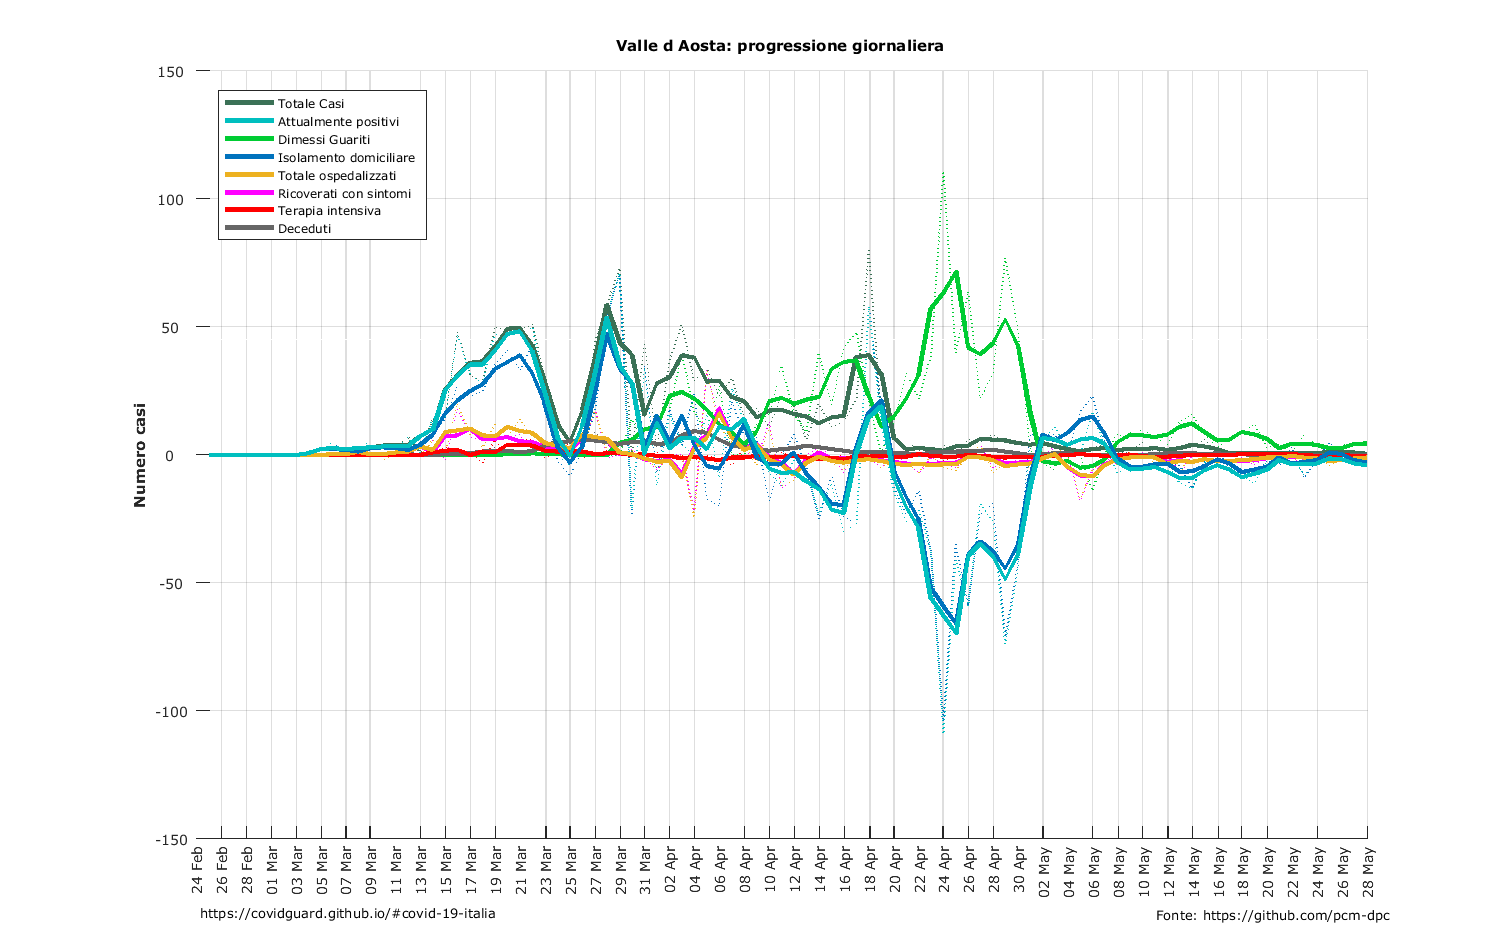 Valle d Aosta: progressione giornaliera
Numero casi
150
100
50
0
-50
-100
-150
Totale Casi
Attualmente positivi
Dimessi Guariti
Isolamento domiciliare
Totale ospedalizzati
Ricoverati con sintomi
Terapia intensiva
Deceduti
24 Feb
26 Feb
28 Feb
01 Mar
03 Mar
05 Mar
07 Mar
09 Mar
11 Mar
13 Mar
15 Mar
17 Mar
19 Mar
21 Mar
23 Mar
25 Mar
27 Mar
29 Mar
31 Mar
02 Apr
04 Apr
06 Apr
08 Apr
10 Apr
12 Apr
14 Apr
16 Apr
18 Apr
20 Apr
22 Apr
24 Apr
26 Apr
28 Apr
30 Apr
02 May
04 May
06 May
08 May
10 May
12 May
14 May
16 May
18 May
20 May
22 May
24 May
26 May
28 May
https://covidguard.github.io/#covid-19-italia
Fonte: https://github.com/pcm-dpc